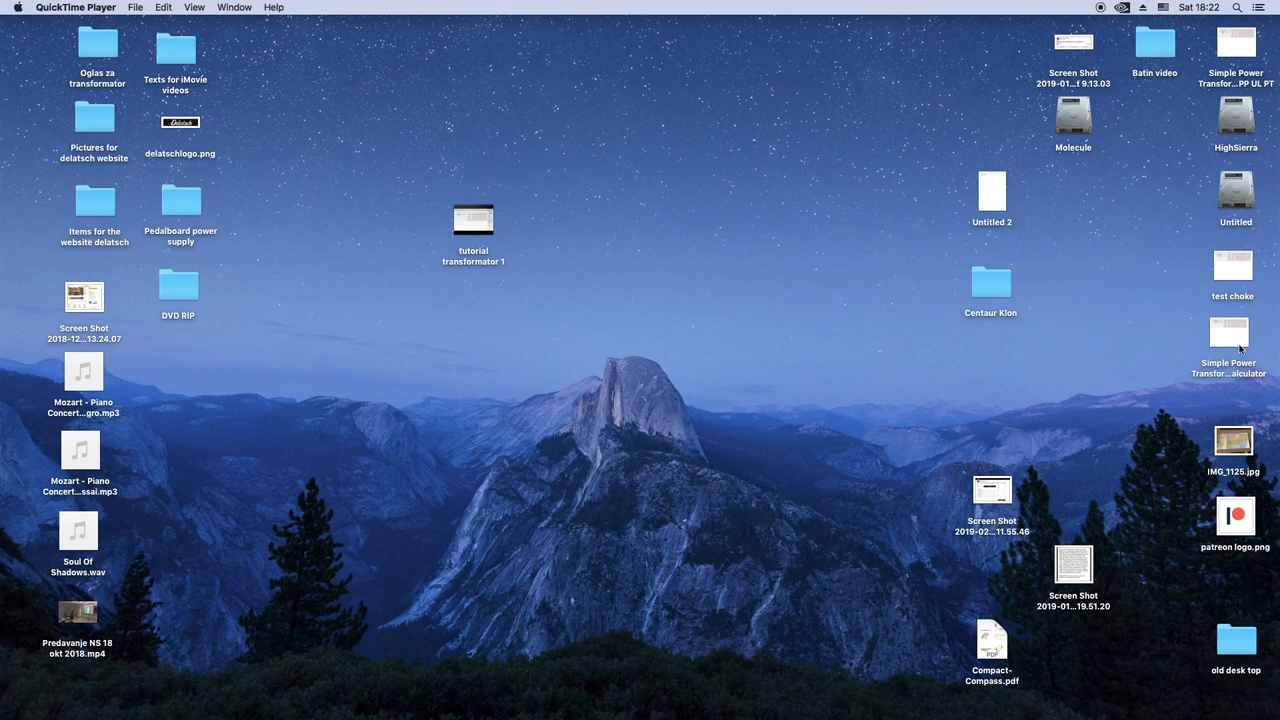 QuickTime Player File Edit View Window Help Sat 18:22
Oglas za
transformator
Texts for iMovie
videos
Screen Shot
2019-01...t 9.13.03
Batin video
Simple Power
Transfor...PP UL PT
Pictures for
delatsch website
Delatsch
delatschlogo.png
Molecule
HighSierra
Items for the
website delatsch
Pedalboard power
supply
tutorial
transformator 1
Untitled 2
Untitled
Screen Shot
2018-12...13.24.07
DVD RIP
Centaur Klon
test choke
Simple Power
Transfor...alculator
Mozart - Piano
Concert...gro.mp3
Mozart - Piano
Concert...ssai.mp3
IMG_1125.jpg
Soul Of
Shadows.wav
Screen Shot
2019-02...11.55.46
patreon logo.png
Screen Shot
2019-01...19.51.20
Predavanje NS 18
okt 2018.mp4
PDF
Compact-
Compass.pdf
old desk top